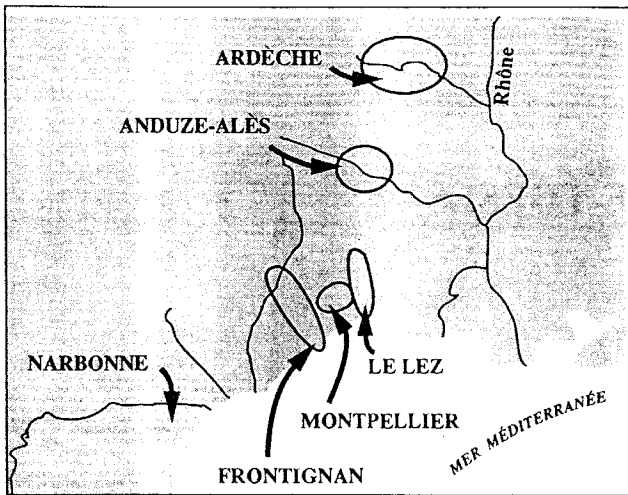 ARDÈCHE
Rhône
ANDUZE-ALÈS
NARBONNE
LE LEZ
MONTPELLIER
FRONTIGNAN
MER MÉDITERRANÉE